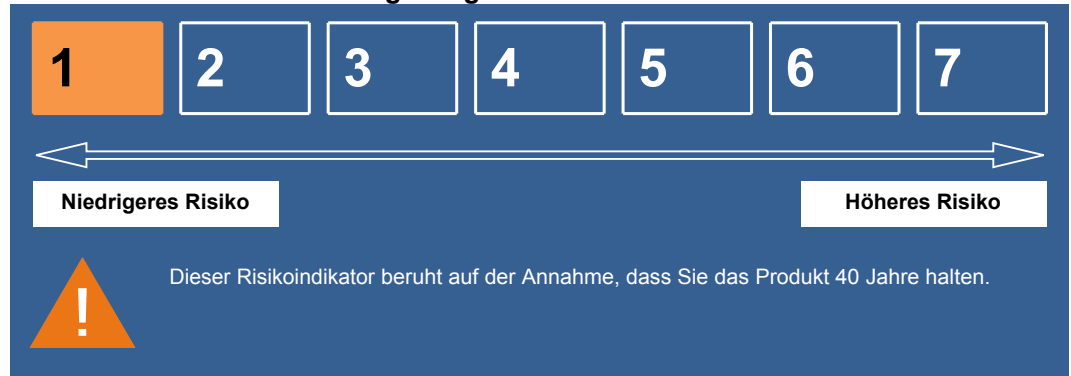 1 2 3 4 5 6 7
Niedrigeres Risiko Höheres Risiko
Dieser Risikoindikator beruht auf der Annahme, dass Sie das Produkt 40 Jahre halten.
!